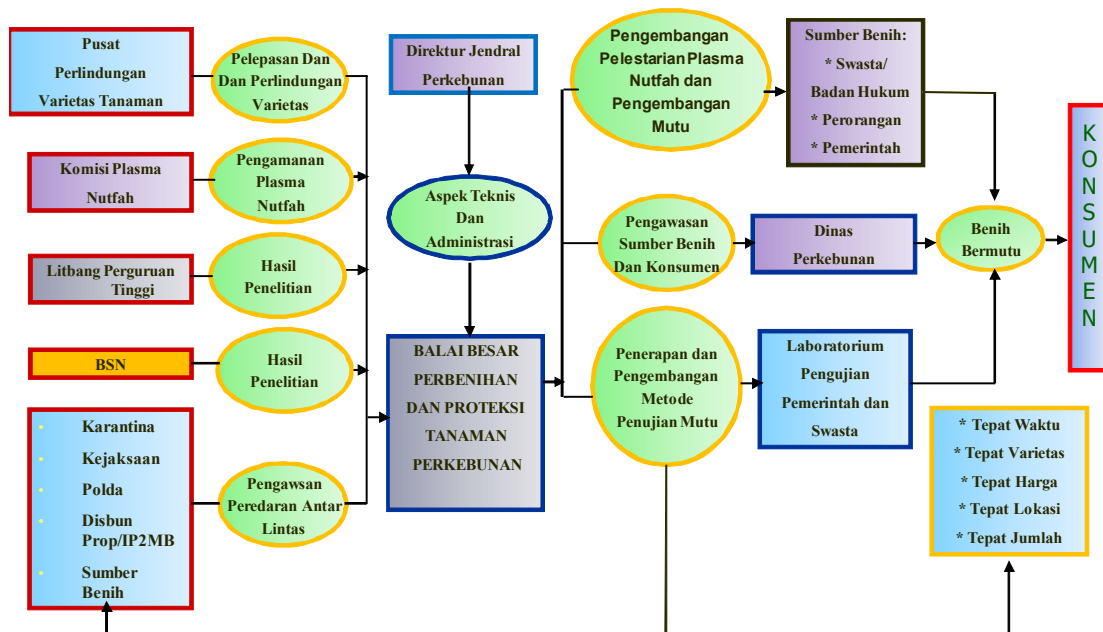 Pusat
Perlindungan
Varietas Tanaman
Pelepasan Dan
Dan Perlindungan
Varietas
Komisi Plasma
Nutfah
Pengamanan
Plasma
Nutfah
Litbang Perguruan
Tinggi
Hasil
Penelitian
BSN
Hasil
Penelitian
Karantina
Kejaksaan
Polda
Disbun
Prop/IP2MB
Sumber
Benih
Pengawsan
Peredaran Antar
Lintas
Direktur Jendral
Perkebunan
Aspek Teknis
Dan
Administrasi
BALAI BESAR
PERBENIHAN
DAN PROTEKSI
TANAMAN
PERKEBUNAN
Pengembangan
Pelestarian Plasma
Nutfah dan
Pengembangan
Mutu
Sumber Benih:
* Swasta/
Badan Hukum
* Perorangan
* Pemerintah
Pengawasan
Sumber Benih
Dan Konsumen
Dinas
Perkebunan
Penerapan dan
Pengembangan
Metode
Penujian Mutu
Laboratorium
Pengujian
Pemerintah dan
Swasta
Benih
Bermutu
KONSUMEN
* Tepat Waktu
* Tepat Varietas
* Tepat Harga
* Tepat Lokasi
* Tepat Jumlah